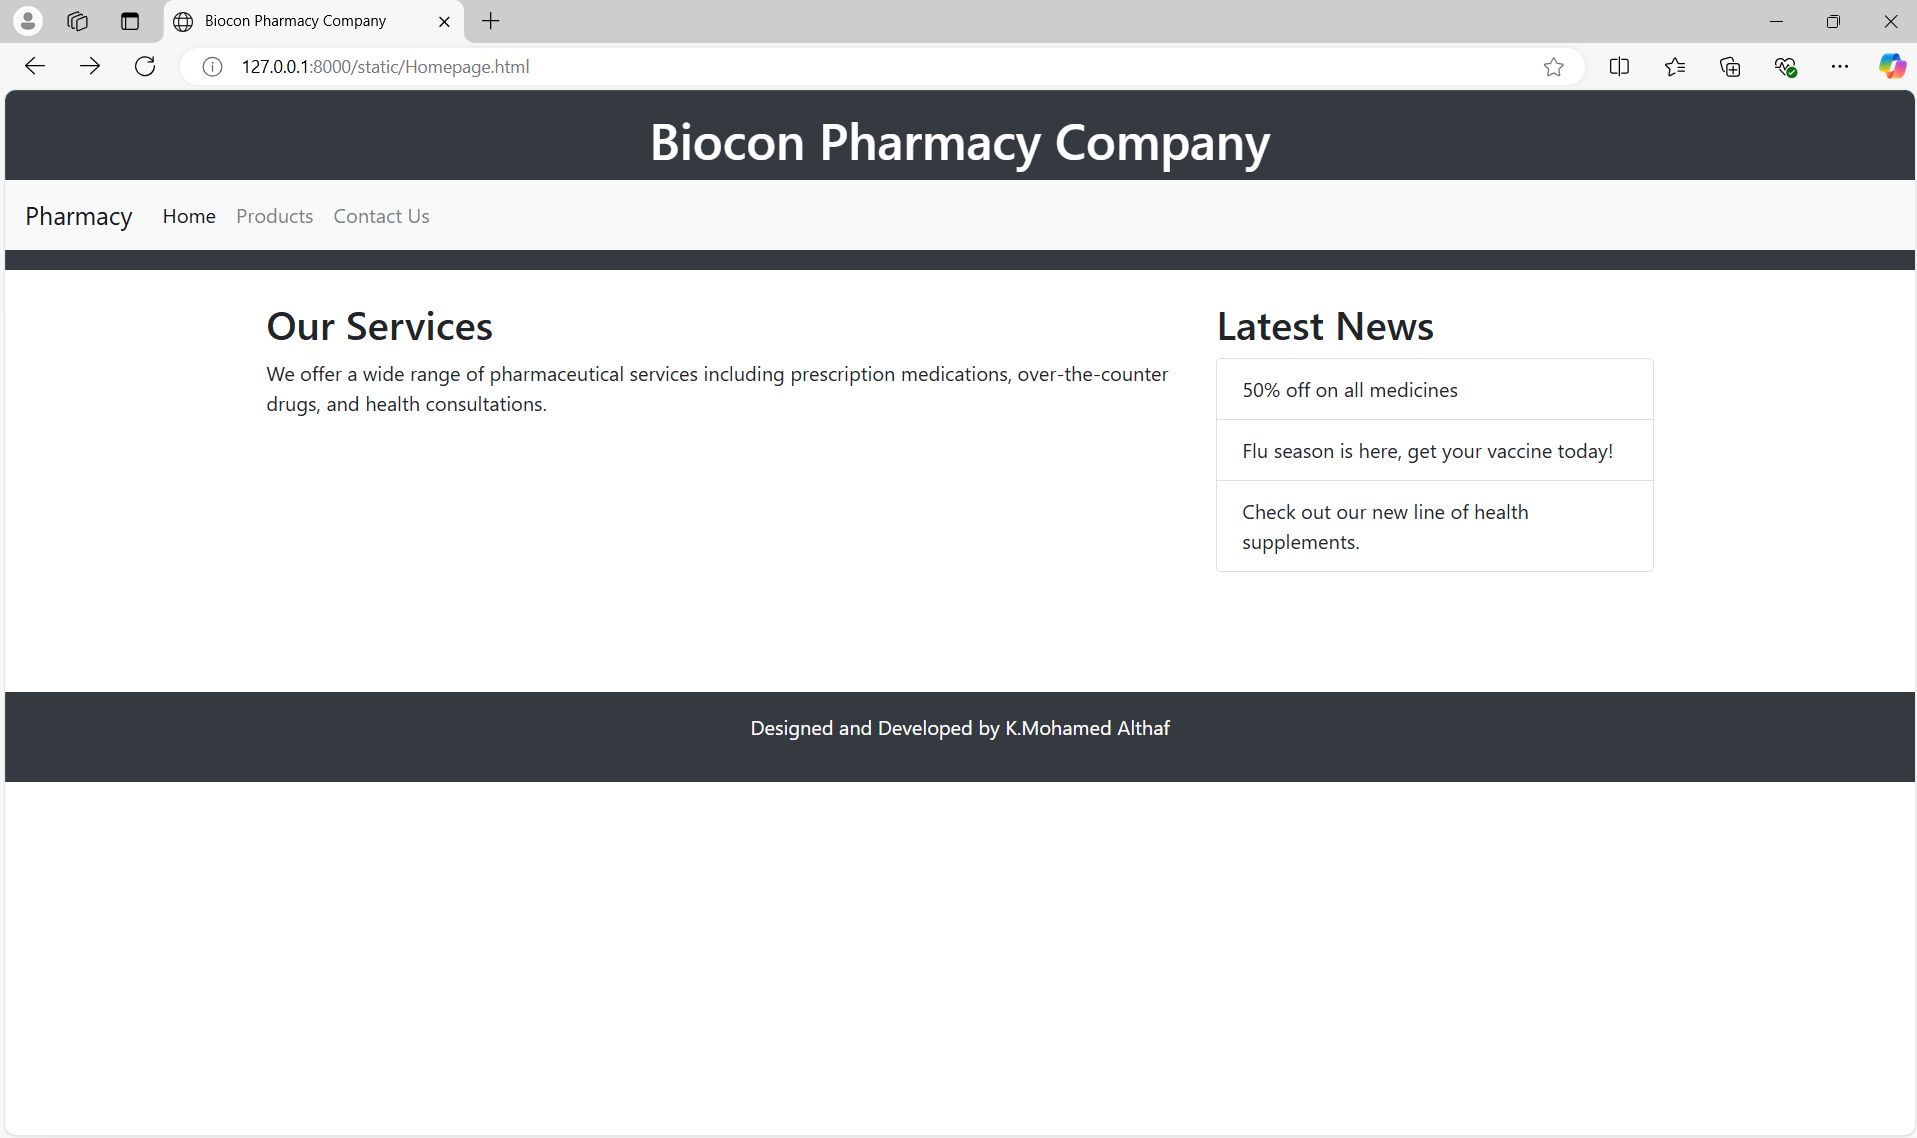 Biocon Pharmacy Company
127.0.0.1:8000/static/Homepage.html
Biocon Pharmacy Company
Pharmacy Home Products Contact Us
Our Services
We offer a wide range of pharmaceutical services including prescription medications, over-the-counter
drugs, and health consultations.
Latest News
50% off on all medicines
Flu season is here, get your vaccine today!
Check out our new line of health
supplements.
Designed and Developed by K.Mohamed Althaf